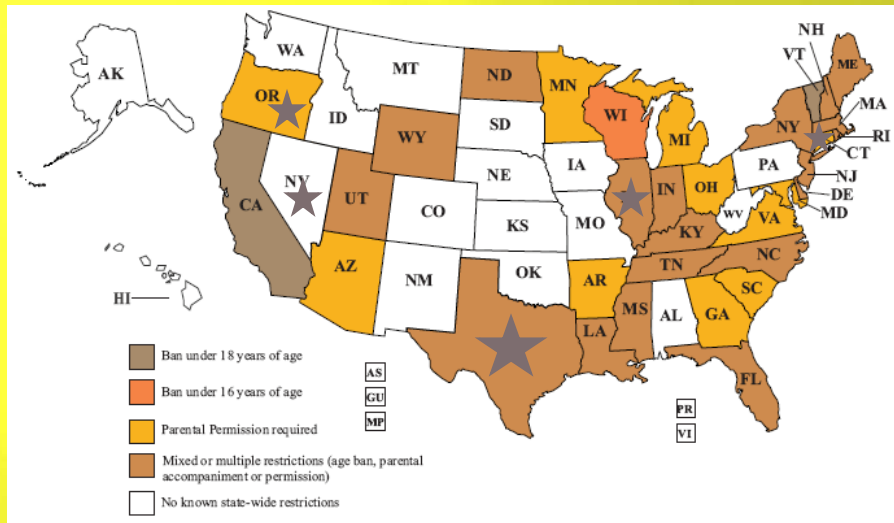 NH
VT
WA
ME
AK
MT
ND
MN
OR
MA
ID
SD
WI
NY
WY
MI
RI
CT
IA
PA
NE
NJ
NV
OH
DE
UT
IN
MD
CA
CO
WV
VA
KS
MO
KY
NC
TN
OK
AZ
NM
AR
SC
HI
MS
AL
GA
LA
FL
Ban under 18 years of age
AS
Ban under 16 years of age
GU
MP
PR
VI
Parental Permission required
Mixed or multiple restrictions (age ban, parental
accompaniment or permission)
No known state-wide restrictions